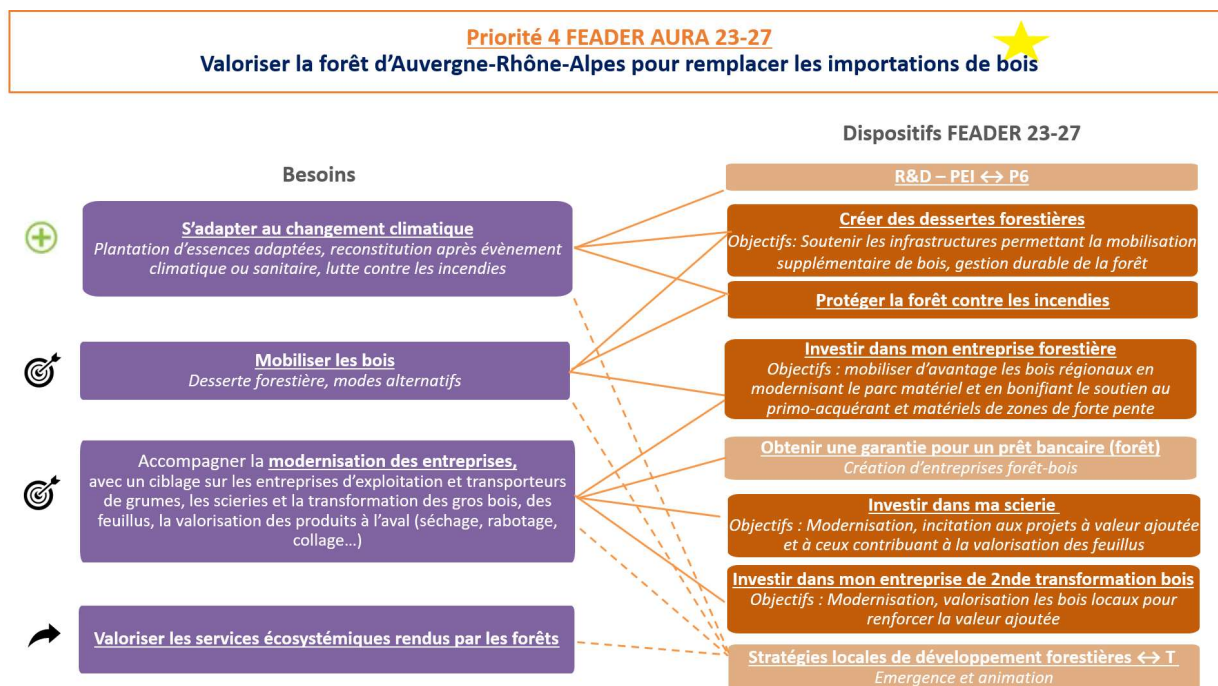 Priorité 4 FEADER AURA 23-27
Valoriser la forêt d'Auvergne-Rhône-Alpes pour remplacer les importations de bois
Besoins
S'adapter au changement climatique
Plantation d'essences adaptées, reconstitution après évènement
climatique ou sanitaire, lutte contre les incendies
Mobiliser les bois
Desserte forestière, modes alternatifs
Accompagner la modernisation des entreprises,
avec un ciblage sur les entreprises d'exploitation et transporteurs
de grumes, les scieries et la transformation des gros bois, des
feuillus, la valorisation des produits à l'aval (séchage, rabotage,
collage…)
Valoriser les services écosystémiques rendus par les forêts
Dispositifs FEADER 23-27
R&D – PEI ↔ P6
Créer des dessertes forestières
Objectifs: Soutenir les infrastructures permettant la mobilisation
supplémentaire de bois, gestion durable de la forêt
Protéger la forêt contre les incendies
Investir dans mon entreprise forestière
Objectifs : mobiliser d'avantage les bois régionaux en
modernisant le parc matériel et en bonifiant le soutien au
primo-acquérant et matériels de zones de forte pente
Obtenir une garantie pour un prêt bancaire (forêt)
Création d'entreprises forêt-bois
Investir dans ma scierie
Objectifs : Modernisation, incitation aux projets à valeur ajoutée
et à ceux contribuant à la valorisation des feuillus
Investir dans mon entreprise de 2nde transformation bois
Objectifs : Modernisation, valorisation les bois locaux pour
renforcer la valeur ajoutée
Stratégies locales de développement forestières ↔ T
Emergence et animation